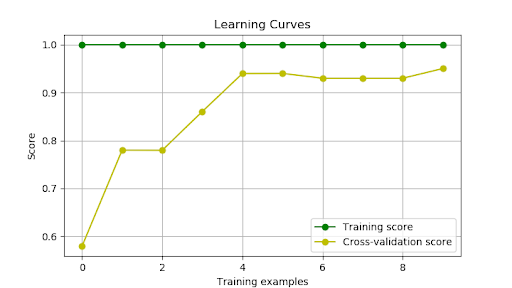 Learning Curves
1.0
0.9
0.8
0.7
0.6
Score
0 2 4 6 8
Training examples
Training score
Cross-validation score